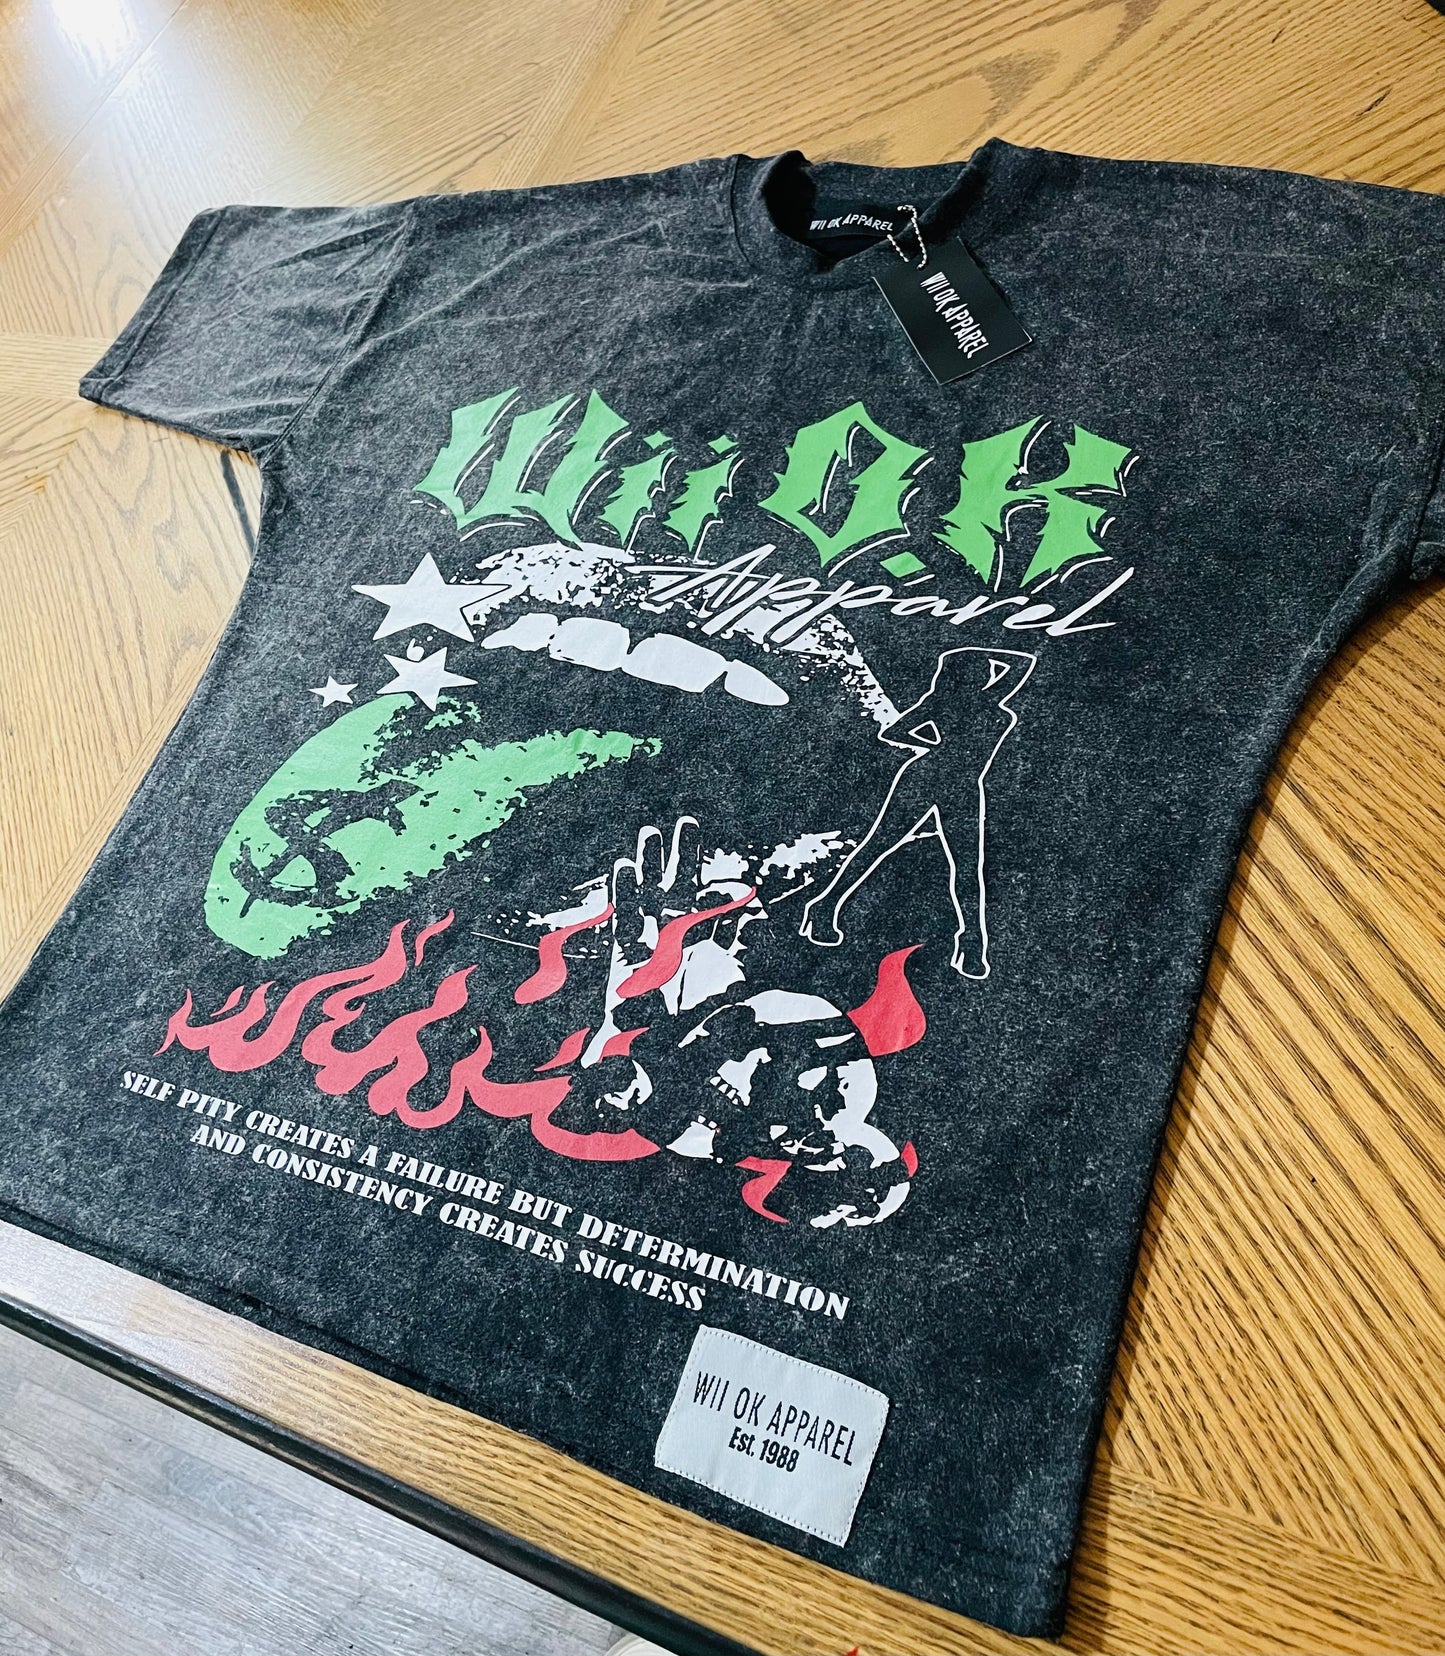 WII OK APPAREL
WII OK APPAREL
Wii O.K
Apparel
SELF PITY CREATES A FAILURE BUT DETERMINATION
AND CONSISTENCY CREATES SUCCESS
WII OK APPAREL
Est. 1988